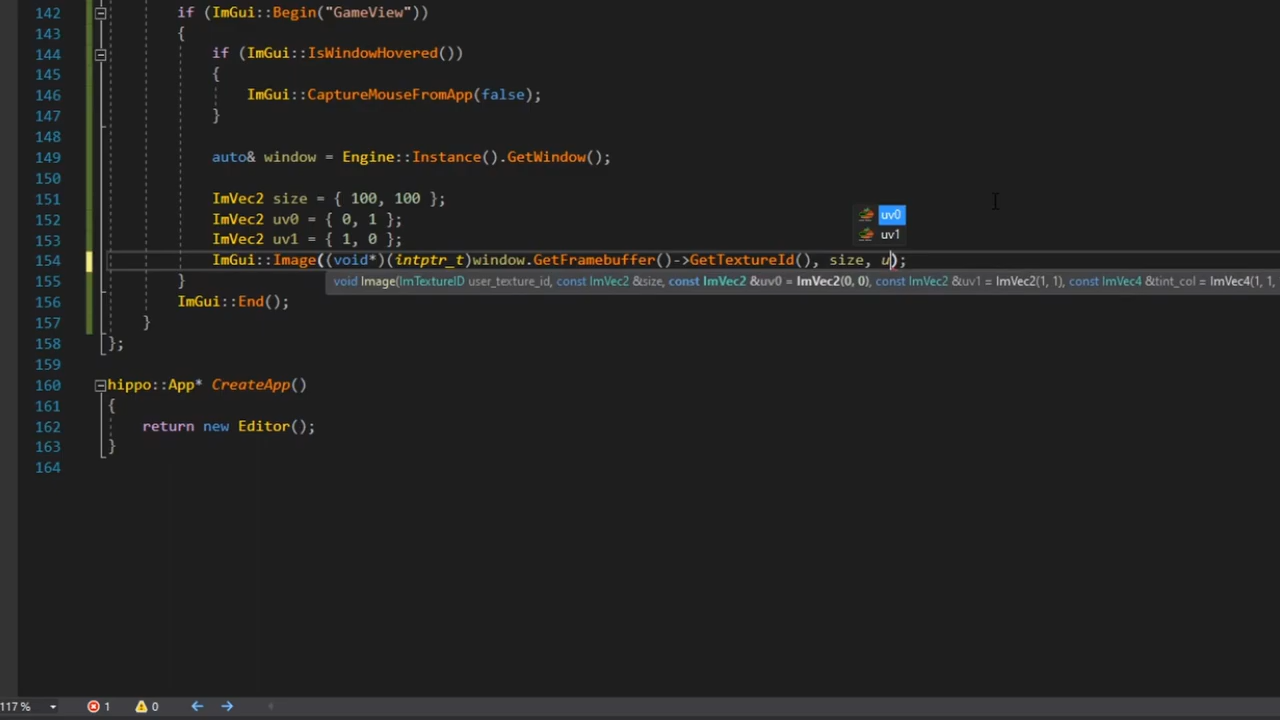 142 if (ImGui::Begin("GameView"))
143 {
144 if (ImGui::IsWindowHovered())
145 {
146 ImGui::CaptureMouseFromApp(false);
147 }
148
149 auto& window = Engine::Instance().GetWindow();
150
151 ImVec2 size = { 100, 100 };
uv0
152 ImVec2 uv0 = { 0, 1 };
uv1
153 ImVec2 uv1 = { 1, 0 };
154 ImGui::Image((void*)(intptr_t)window.GetFramebuffer()->GetTextureId(), size, u);
155 }
void Image(ImTextureID user_texture_id, const ImVec2 &size, const ImVec2 &uv0 = ImVec2(0, 0), const ImVec2 &uv1 = ImVec2(1, 1), const ImVec4 &tint_col = ImVec4(1, 1,
156 ImGui::End();
157 }
158 };
159
160 hippo::App* CreateApp()
161 {
162 return new Editor();
163 }
164
117 % 1 0